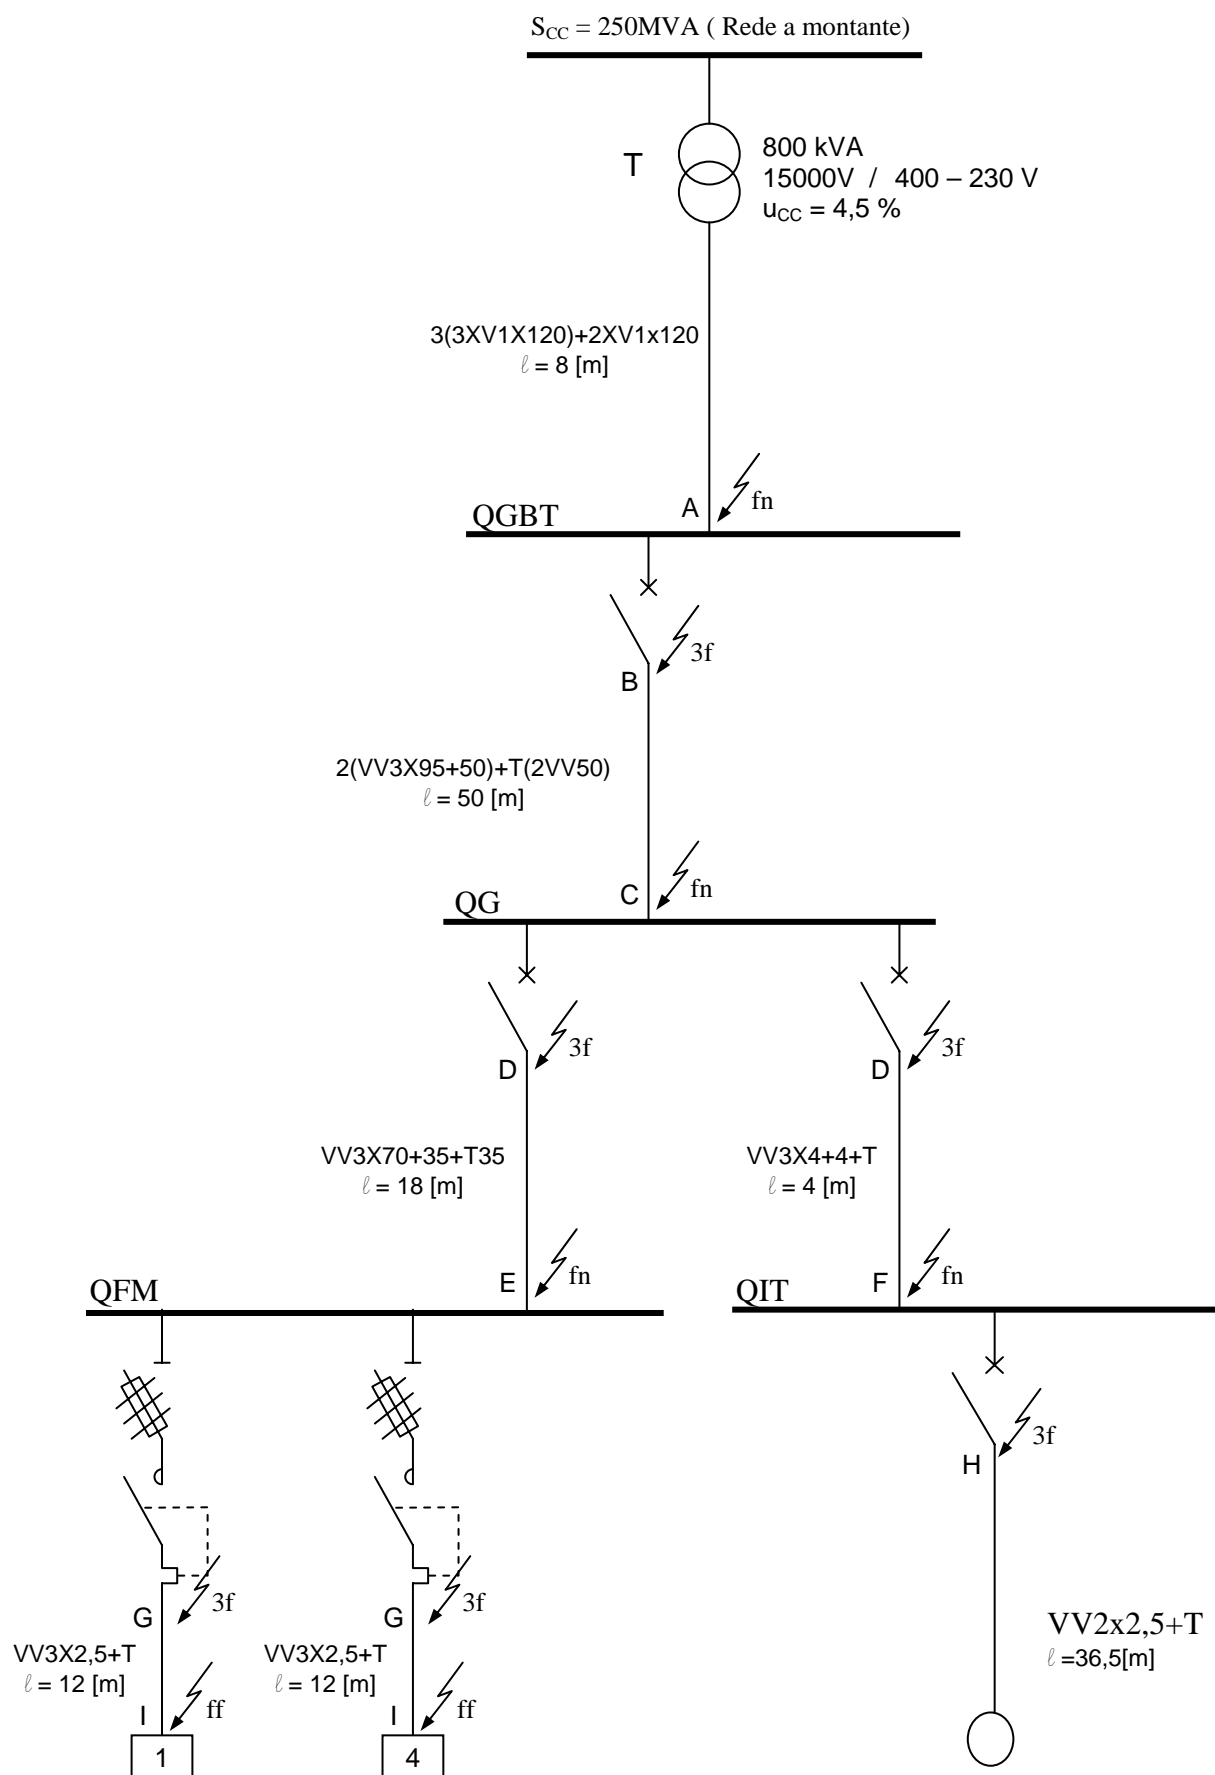 S_CC = 250MVA ( Rede a montante)
T
800 kVA
15000V / 400 – 230 V
u_CC = 4,5 %
3(3XV1X120)+2XV1x120
ℓ = 8 [m]
A
fn
QGBT
3f
B
2(VV3X95+50)+T(2VV50)
ℓ = 50 [m]
C
fn
QG
3f
3f
D
D
VV3X70+35+T35
ℓ = 18 [m]
VV3X4+4+T
ℓ = 4 [m]
E
fn
F
fn
QFM
QIT
3f
H
3f
3f
G
G
VV3X2,5+T
ℓ = 12 [m]
VV3X2,5+T
ℓ = 12 [m]
VV2x2,5+T
ℓ =36,5[m]
I
ff
I
ff
1
4